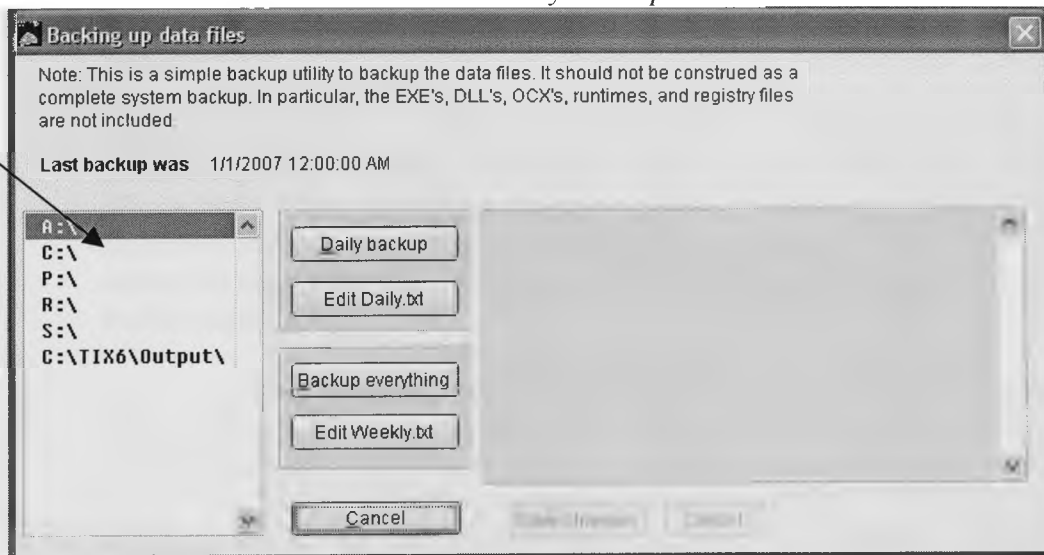 Backing up data files
Note: This is a simple backup utility to backup the data files. It should not be construed as a
complete system backup. In particular, the EXE's, DLL's, OCX's, runtimes, and registry files
are not included.
Last backup was 1/1/2007 12:00:00 AM
A:\
C:\
P:\
R:\
S:\
C:\TIX6\Output\
Daily backup
Edit Daily.txt
Backup everything
Edit Weekly.txt
Cancel
Cancel